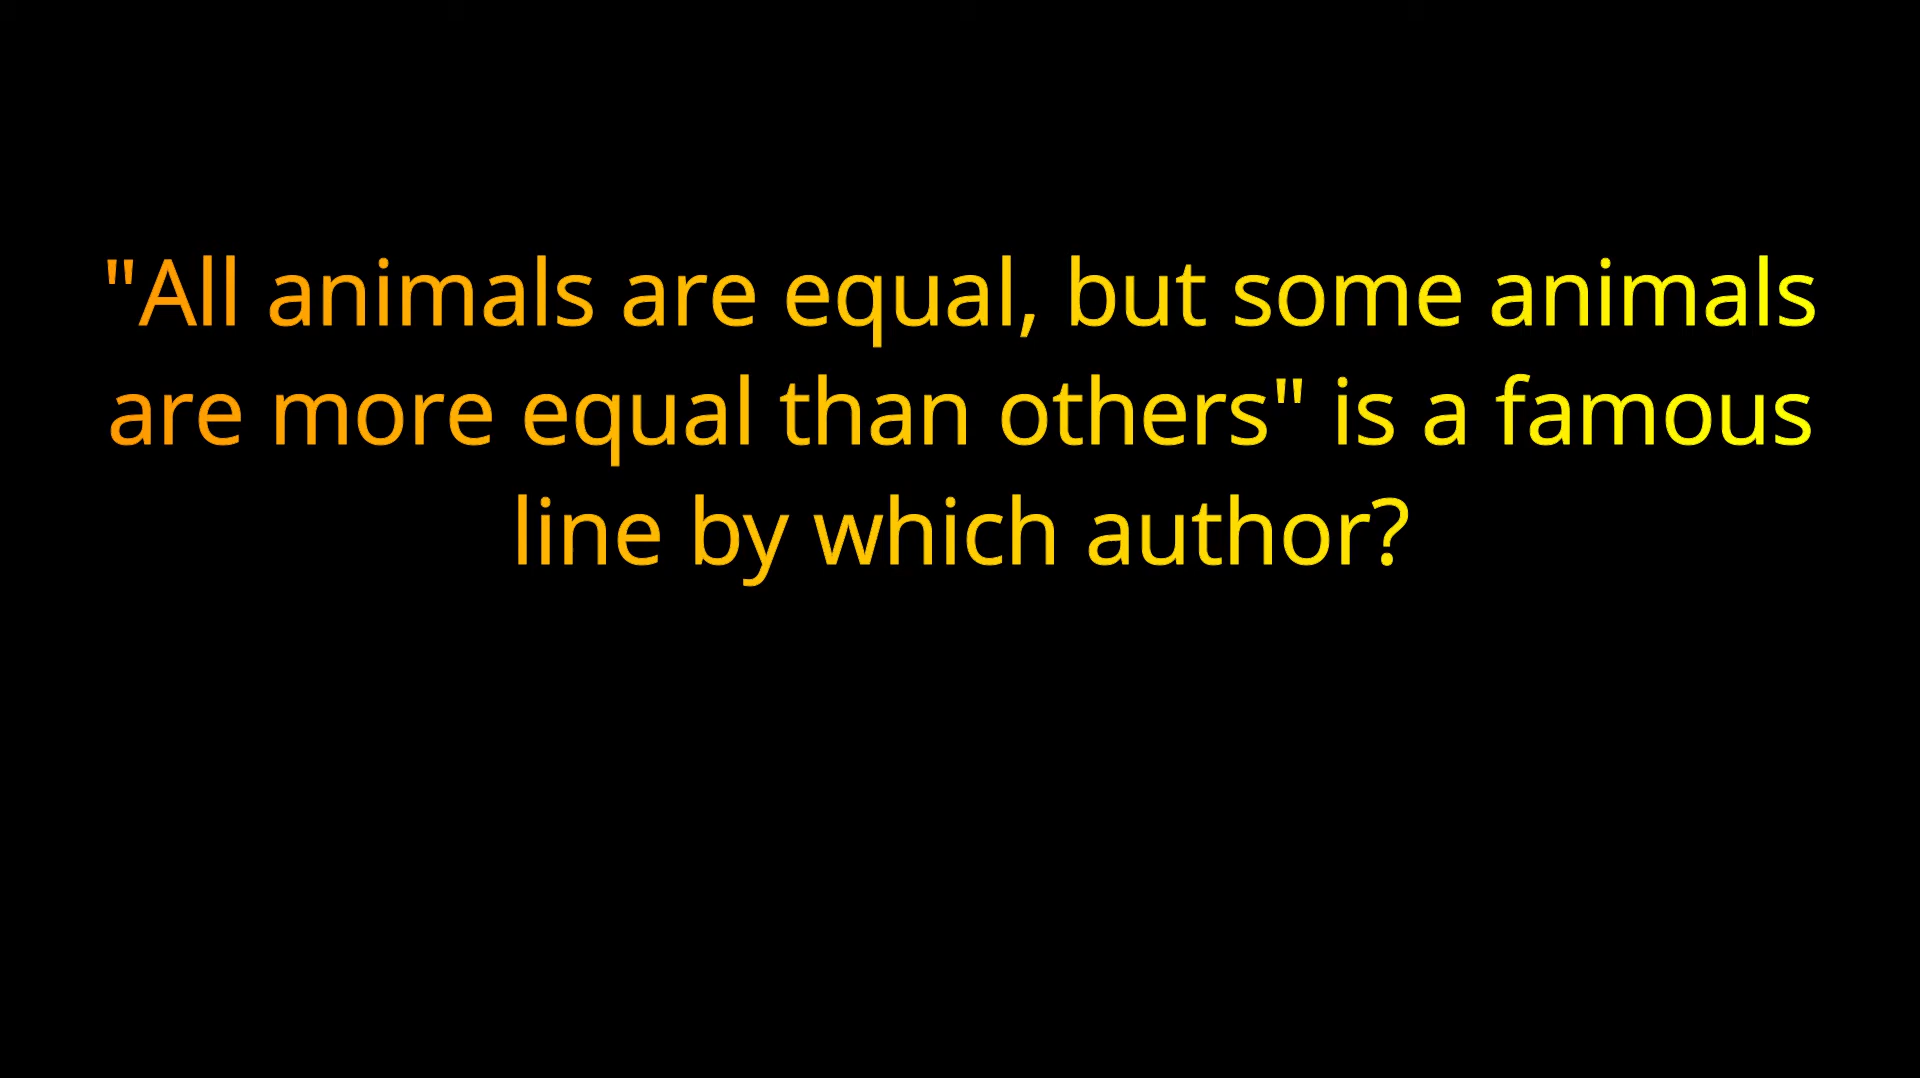 "All animals are equal, but some animals
are more equal than others" is a famous
line by which author?